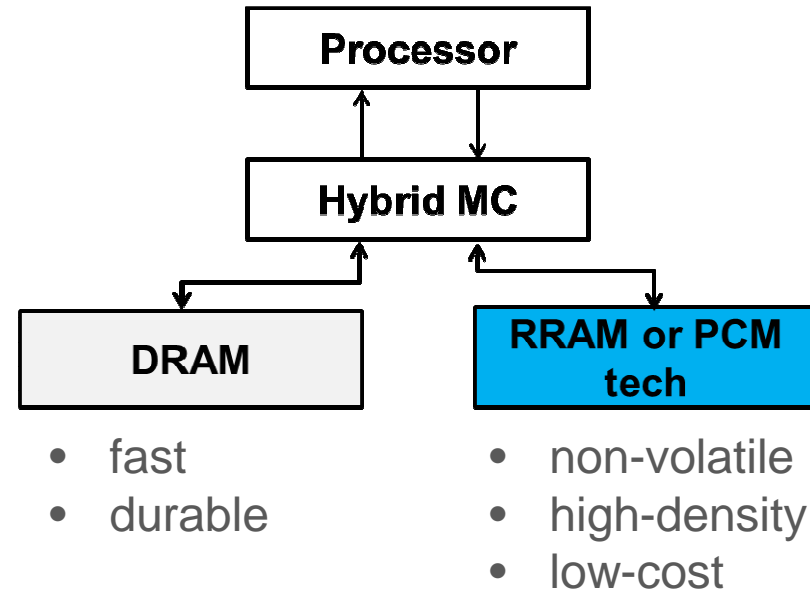 Processor
Hybrid MC
DRAM
RRAM or PCM
tech
• fast
• durable
• non-volatile
• high-density
• low-cost